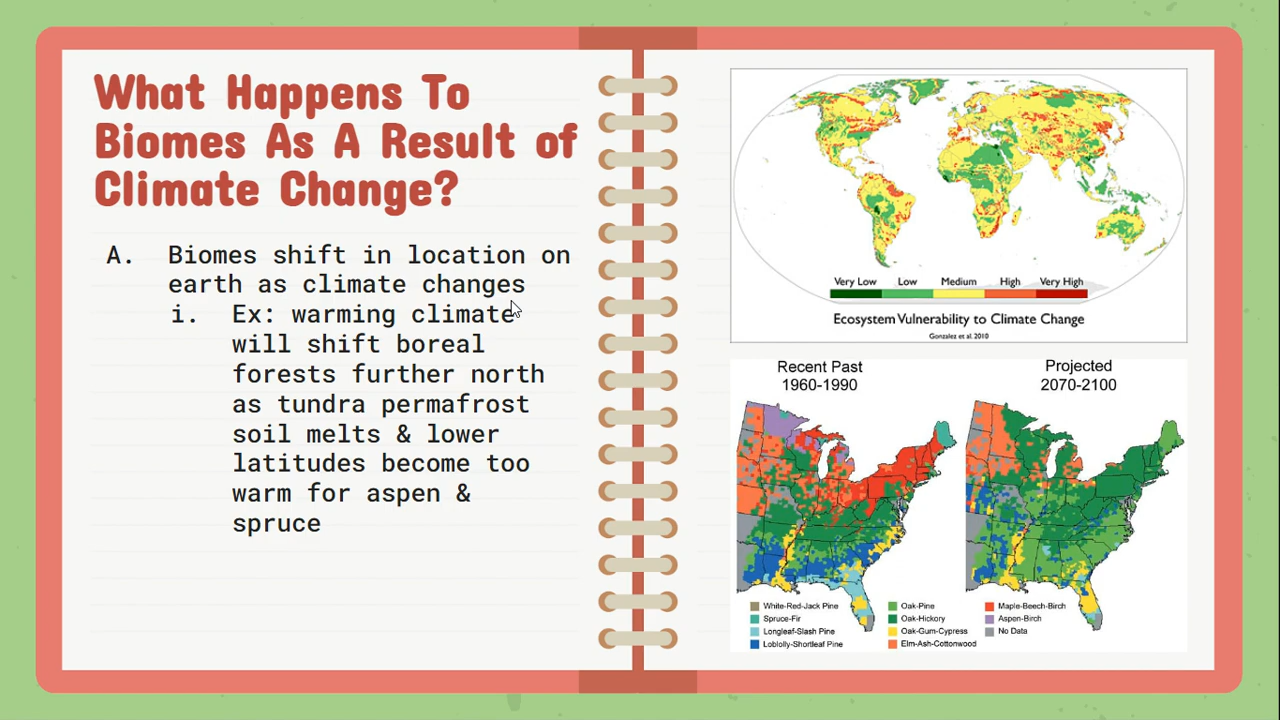 What Happens To
Biomes As A Result of
Climate Change?
A. Biomes shift in location on
earth as climate changes
i. Ex: warming climate
will shift boreal
forests further north
as tundra permafrost
soil melts & lower
latitudes become too
warm for aspen &
spruce
Very Low Low Medium High Very High
Ecosystem Vulnerability to Climate Change
Gonzalez et al. 2010
Recent Past
1960-1990
Projected
2070-2100
White-Red-Jack Pine
Spruce-Fir
Longleaf-Slash Pine
Loblolly-Shortleaf Pine
Oak-Pine
Oak-Hickory
Oak-Gum-Cypress
Elm-Ash-Cottonwood
Maple-Beech-Birch
Aspen-Birch
No Data